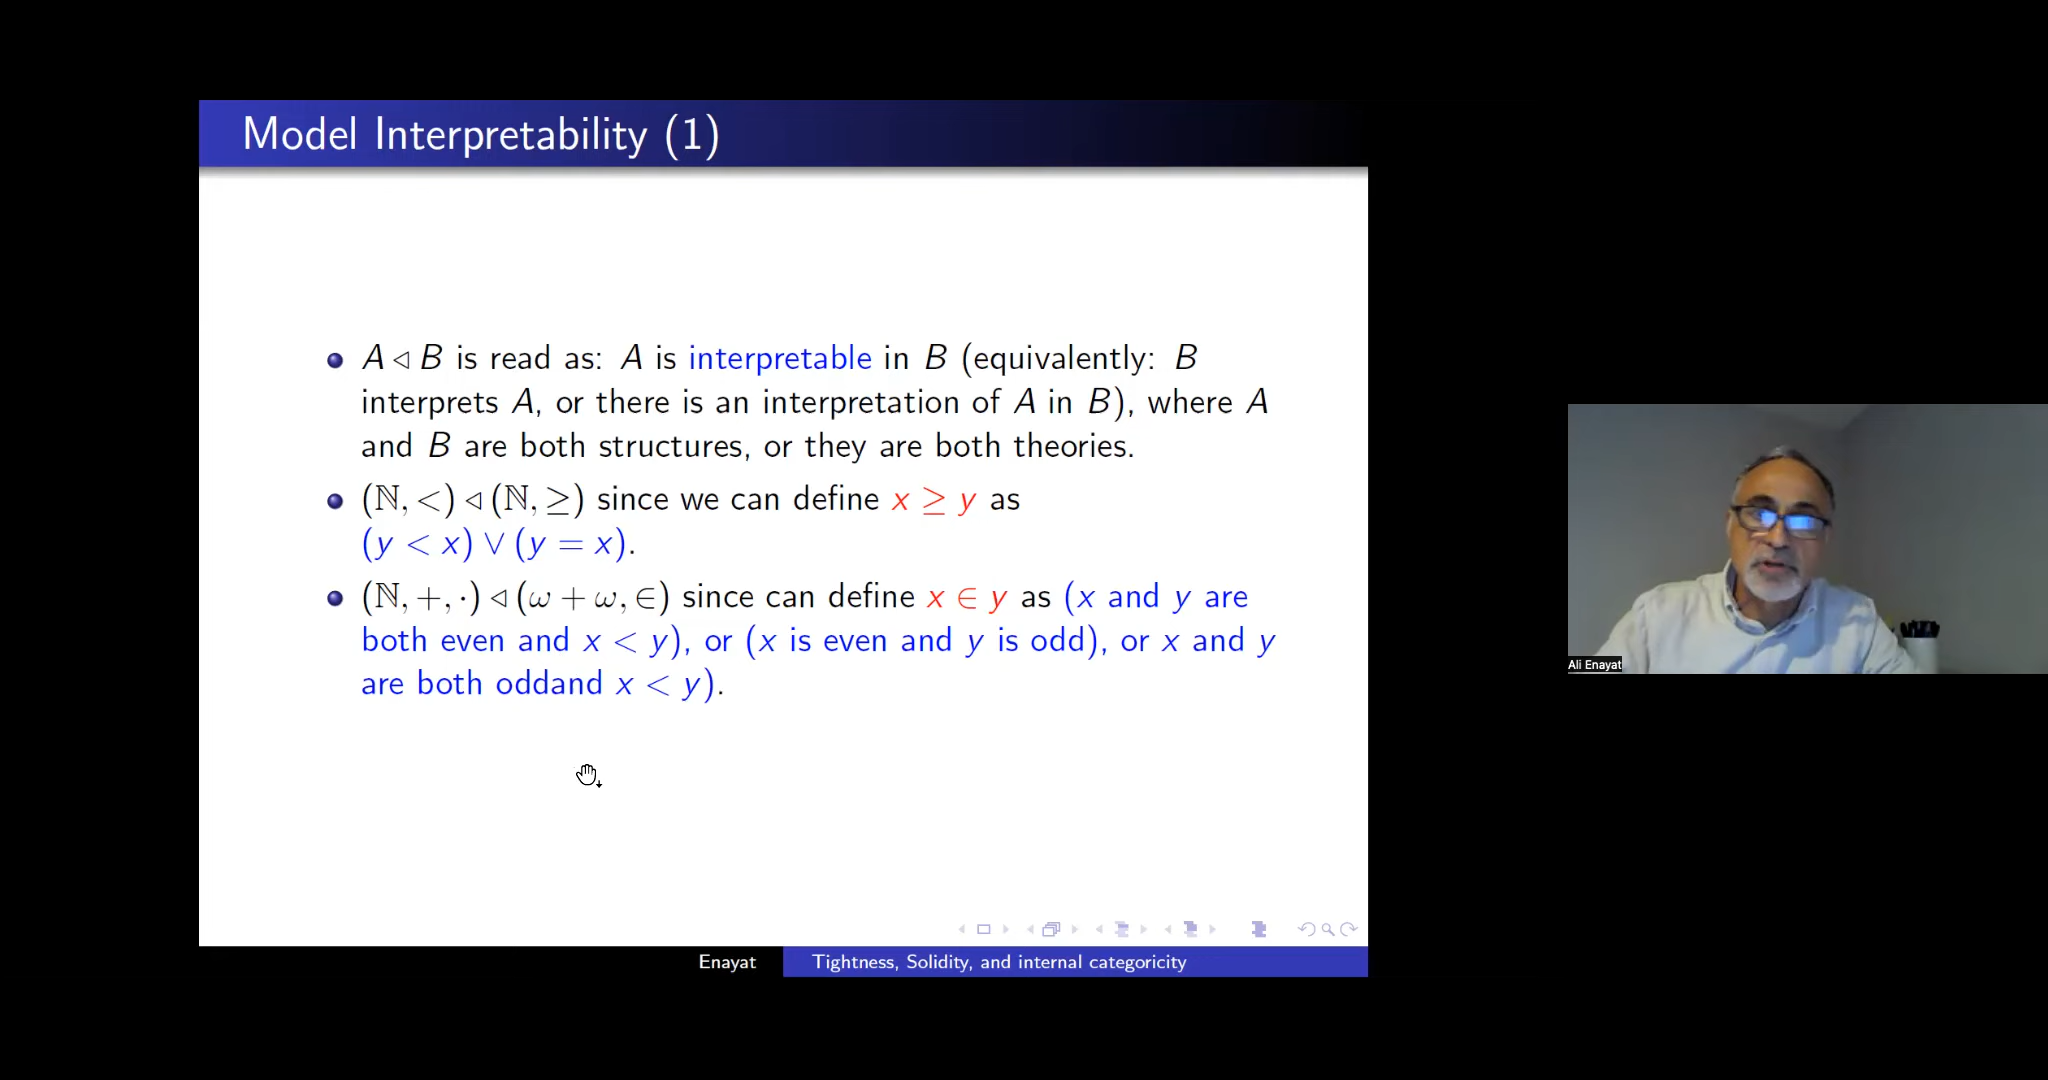 Model Interpretability (1)
A ◁ B is read as: A is interpretable in B (equivalently: B
interprets A, or there is an interpretation of A in B), where A
and B are both structures, or they are both theories.
(ℕ, <) ◁ (ℕ, ≥) since we can define x ≥ y as
(y < x) ∨ (y = x).
(ℕ, +, ·) ◁ (ω + ω, ∈) since can define x ∈ y as (x and y are
both even and x < y), or (x is even and y is odd), or x and y
are both oddand x < y).
Ali Enayat
Enayat
Tightness, Solidity, and internal categoricity